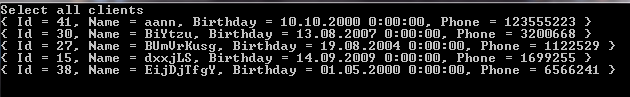 Select all clients
{ Id = 41, Name = aann, Birthday = 10.10.2000 0:00:00, Phone = 123555223 }
{ Id = 30, Name = BiYtzu, Birthday = 13.08.2007 0:00:00, Phone = 3200668 }
{ Id = 27, Name = BUmVrKusg, Birthday = 19.08.2004 0:00:00, Phone = 1122529 }
{ Id = 15, Name = dxxjLS, Birthday = 14.09.2009 0:00:00, Phone = 1699255 }
{ Id = 38, Name = EijDjTfgY, Birthday = 01.05.2000 0:00:00, Phone = 6566241 }